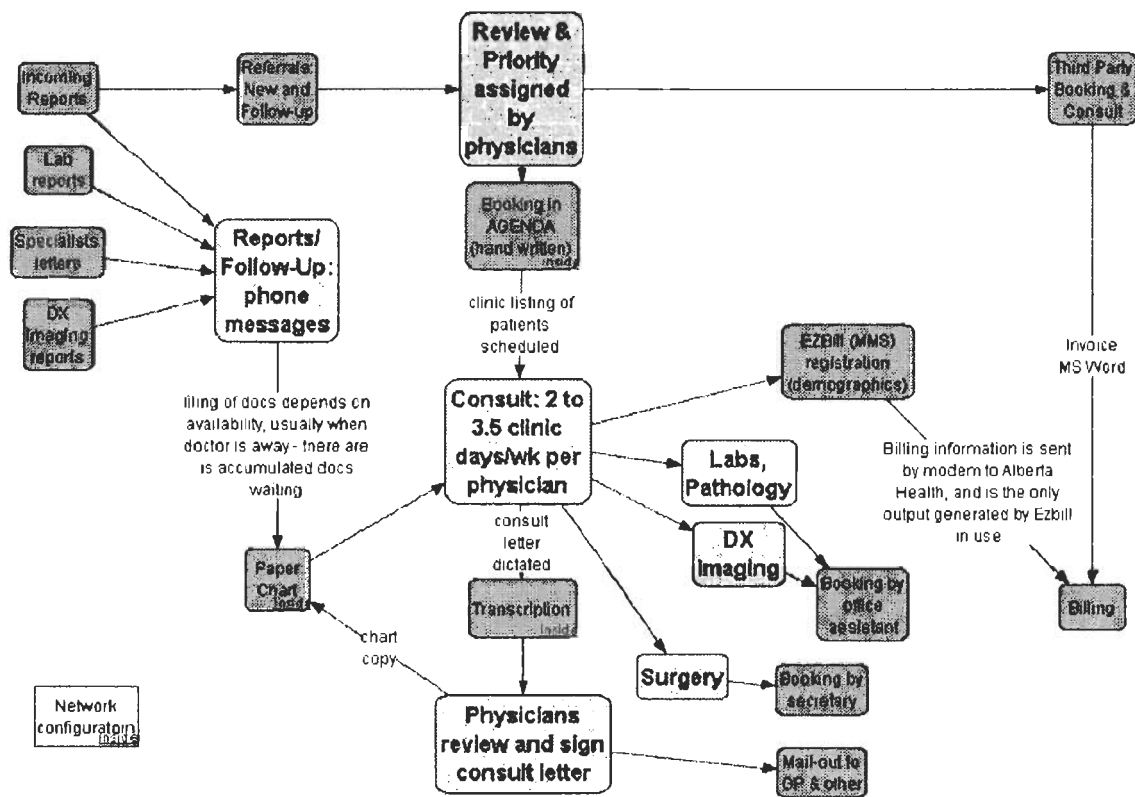 Incoming
Reports
Referrals:
New and
Follow-up
Review &
Priority
assigned
by
physicians
Third Party
Booking &
Consult
Lab
reports
Specialists
letters
DX
imaging
reports
Reports/
Follow-Up:
phone
messages
Booking in
AGENDA
(hand written)
inside
clinic listing of
patients
scheduled
EZBill (MMS)
registration
(demographics)
Invoice
MS Word
filing of docs depends on
availability, usually when
doctor is away - there are
is accumulated docs
waiting
Consult: 2 to
3.5 clinic
days/wk per
physician
Labs,
Pathology
Billing information is sent
by modem to Alberta
Health, and is the only
output generated by Ezbill
in use
consult
letter
dictated
DX
imaging
Paper
Chart
inside
Transcription
inside
Booking by
office
assistant
Billing
chart
copy
Surgery
Booking by
secretary
Network
configuratoin
inside
Physicians
review and sign
consult letter
Mail-out to
GP & other